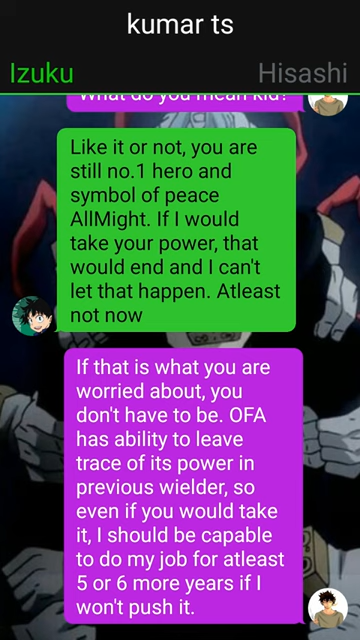 kumar ts
Izuku
Hisashi
What do you mean kid?
Like it or not, you are
still no.1 hero and
symbol of peace
AllMight. If I would
take your power, that
would end and I can't
let that happen. Atleast
not now
If that is what you are
worried about, you
don't have to be. OFA
has ability to leave
trace of its power in
previous wielder, so
even if you would take
it, I should be capable
to do my job for atleast
5 or 6 more years if I
won't push it.